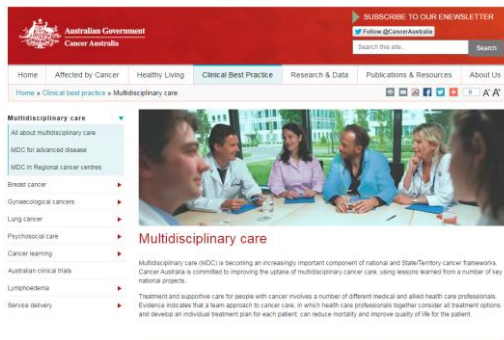 SUBSCRIBE TO OUR ENEWSLETTER
Australian Government
Cancer Australia
Follow @CancerAustralia
Search this site..
Search
Home
Affected by Cancer
Healthy Living
Clinical Best Practice
Research & Data
Publications & Resources
About Us
Home » Clinical best practice » Multidisciplinary care
0
A A
Multidisciplinary care
All about multidisciplinary care
MDC for advanced disease
MDC in Regional cancer centres
Breast cancer
Gynaecological cancers
Lung cancer
Psychosocial care
Cancer learning
Australian clinical trials
Lymphoedema
Service delivery
Multidisciplinary care
Multidisciplinary care (MDC) is becoming an increasingly important component of national and State/Territory cancer frameworks.
Cancer Australia is committed to improving the uptake of multidisciplinary cancer care, using lessons learned from a number of key
national projects.
Treatment and supportive care for people with cancer involves a number of different medical and allied health care professionals.
Evidence indicates that a team approach to cancer care, in which health care professionals together consider all treatment options
and develop an individual treatment plan for each patient, can reduce mortality and improve quality of life for the patient.